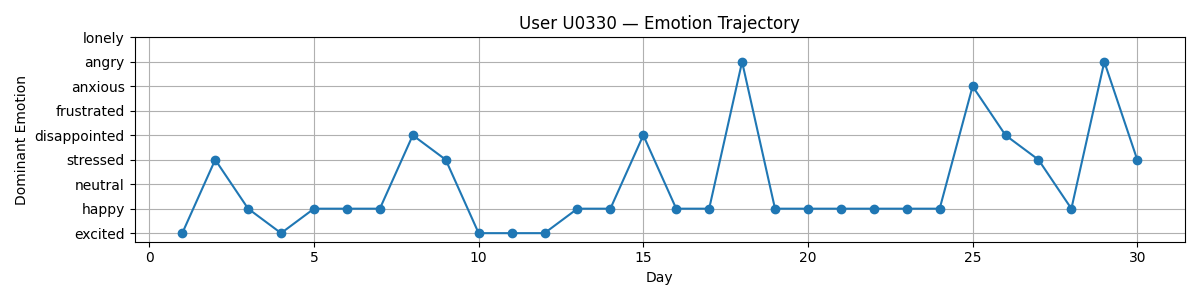 User U0330 — Emotion Trajectory
Dominant Emotion
lonely
angry
anxious
frustrated
disappointed
stressed
neutral
happy
excited
0 5 10 15 20 25 30
Day